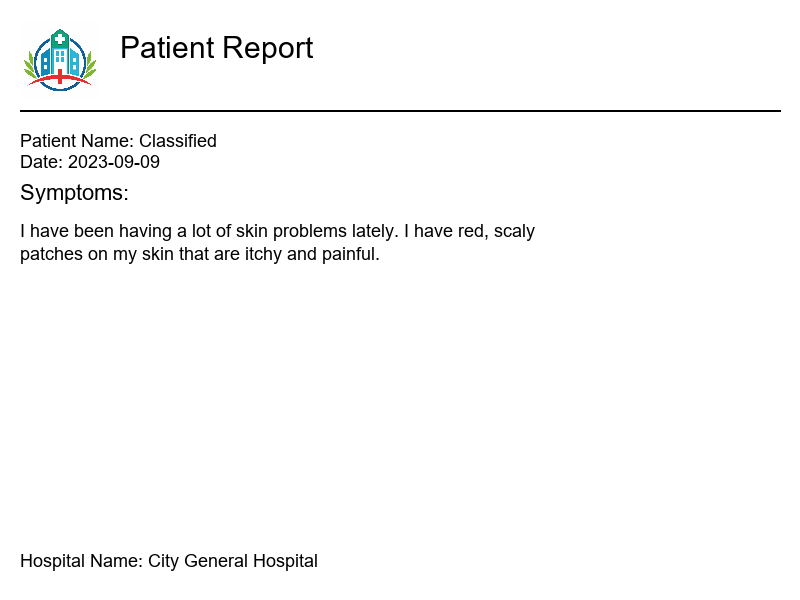 Patient Report
Patient Name: Classified
Date: 2023-09-09
Symptoms:
I have been having a lot of skin problems lately. I have red, scaly
patches on my skin that are itchy and painful.
Hospital Name: City General Hospital